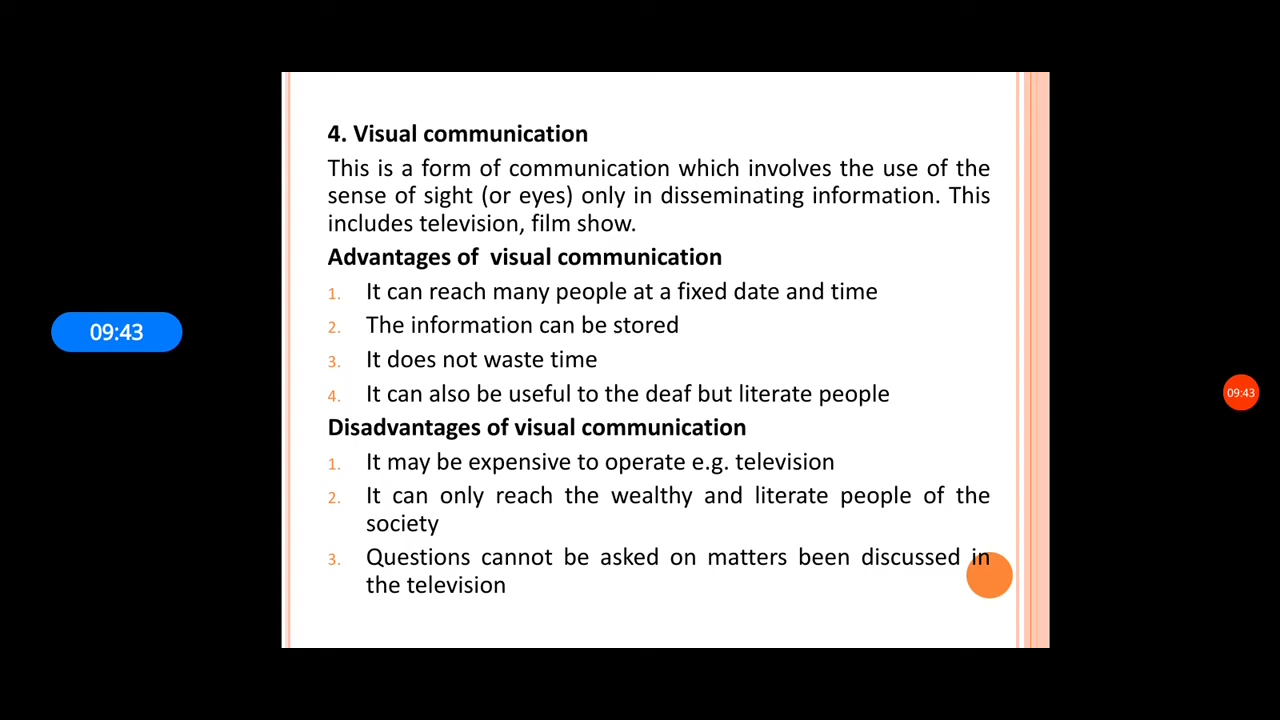 4. Visual communication
This is a form of communication which involves the use of the
sense of sight (or eyes) only in disseminating information. This
includes television, film show.
Advantages of visual communication
1. It can reach many people at a fixed date and time
2. The information can be stored
3. It does not waste time
4. It can also be useful to the deaf but literate people
Disadvantages of visual communication
1. It may be expensive to operate e.g. television
2. It can only reach the wealthy and literate people of the
society
3. Questions cannot be asked on matters been discussed in
the television
09:43
09:43